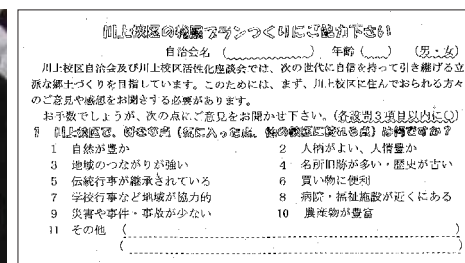 川上校区の発展プランつくりにご協力下さい
自治会名 (　　　) 年齢 (　　) (男・女)
川上校区自治会及び川上校区活性化座談会では、次の世代に自信を持って引き継げる立
派な郷土づくりを目指しています。このためには、まず、川上校区に住んでおられる方々
のご意見や感想をお聞きする必要があります。
お手数でしょうが、次の点にご意見をお聞かせ下さい。(各設問3項目以内に○)
1 川上校区で、好きな点(気に入った点、他の校区に誇れる点)は何ですか?
1 自然が豊か 2 人柄がよい、人情豊か
3 地域のつながりが強い 4 名所旧跡が多い・歴史が古い
5 伝統行事が継承されている 6 買い物に便利
7 学校行事など地域が協力的 8 病院・福祉施設が近くにある
9 災害や事件・事故が少ない 10 農産物が豊富
11 その他 (　　　)
(　　　)